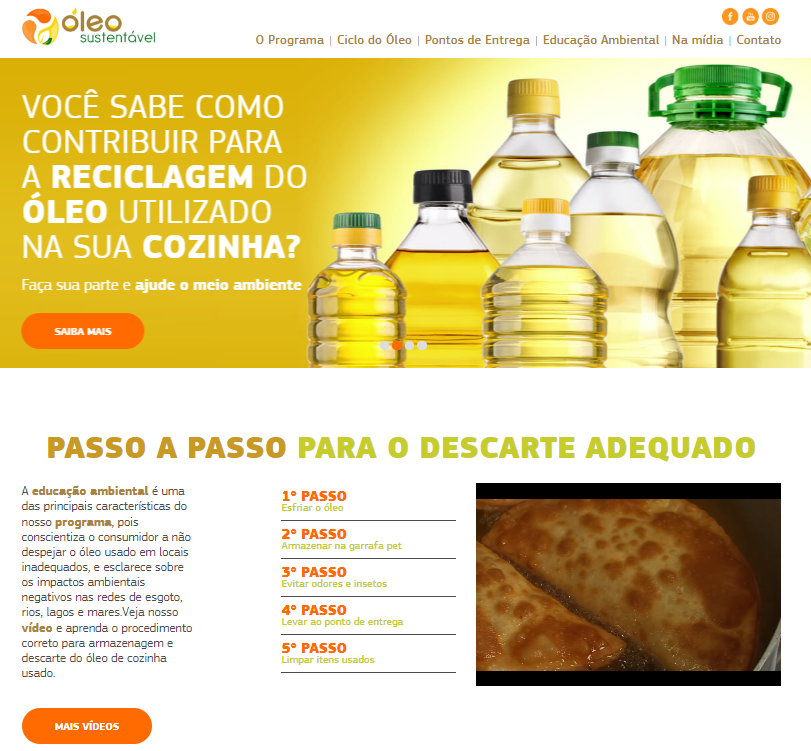 óleo
sustentável
O Programa | Ciclo do Óleo | Pontos de Entrega | Educação Ambiental | Na mídia | Contato
VOCÊ SABE COMO
CONTRIBUIR PARA
A RECICLAGEM DO
ÓLEO UTILIZADO
NA SUA COZINHA?
Faça sua parte e ajude o meio ambiente
SAIBA MAIS
PASSO A PASSO PARA O DESCARTE ADEQUADO
A educação ambiental é uma
das principais características do
nosso programa, pois
conscientiza o consumidor a não
despejar o óleo usado em locais
inadequados, e esclarece sobre
os impactos ambientais
negativos nas redes de esgoto,
rios, lagos e mares.Veja nosso
vídeo e aprenda o procedimento
correto para armazenagem e
descarte do óleo de cozinha
usado.
MAIS VÍDEOS
1° PASSO
Esfriar o óleo
2° PASSO
Armazenar na garrafa pet
3° PASSO
Evitar odores e insetos
4° PASSO
Levar ao ponto de entrega
5° PASSO
Limpar itens usados